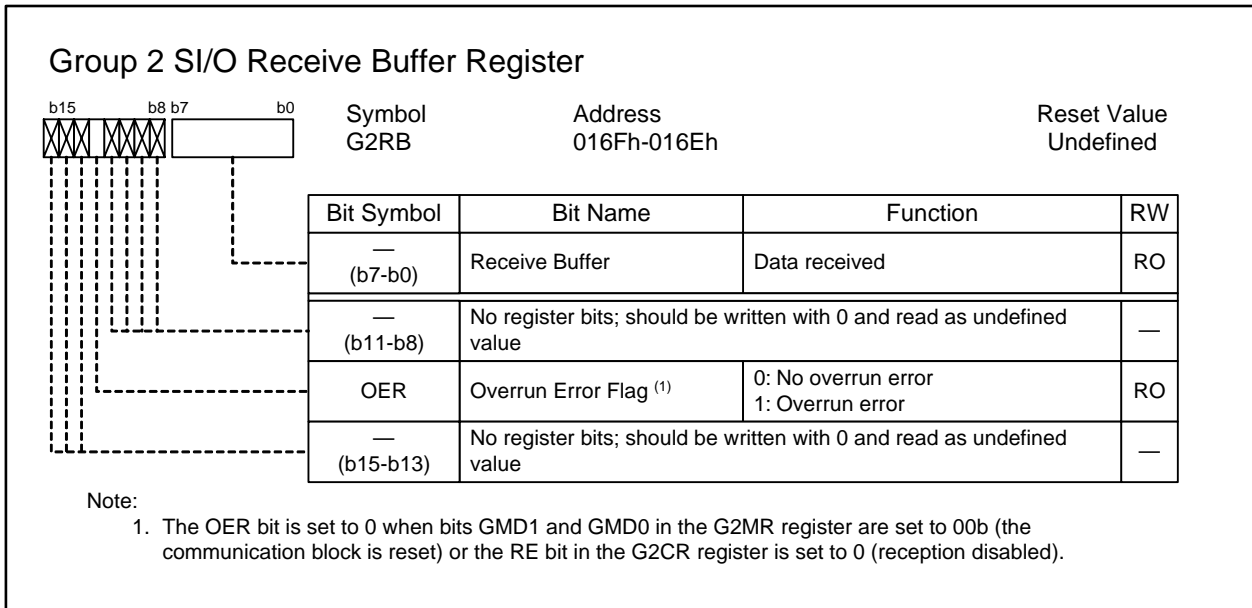 Group 2 SI/O Receive Buffer Register
b15 b8 b7 b0
Symbol Address Reset Value
G2RB 016Fh-016Eh Undefined
Bit Symbol Bit Name Function RW
—
(b7-b0) Receive Buffer Data received RO
—
(b11-b8) No register bits; should be written with 0 and read as undefined
value —
OER Overrun Error Flag (1) 0: No overrun error
1: Overrun error RO
—
(b15-b13) No register bits; should be written with 0 and read as undefined
value —
Note:
1. The OER bit is set to 0 when bits GMD1 and GMD0 in the G2MR register are set to 00b (the
communication block is reset) or the RE bit in the G2CR register is set to 0 (reception disabled).